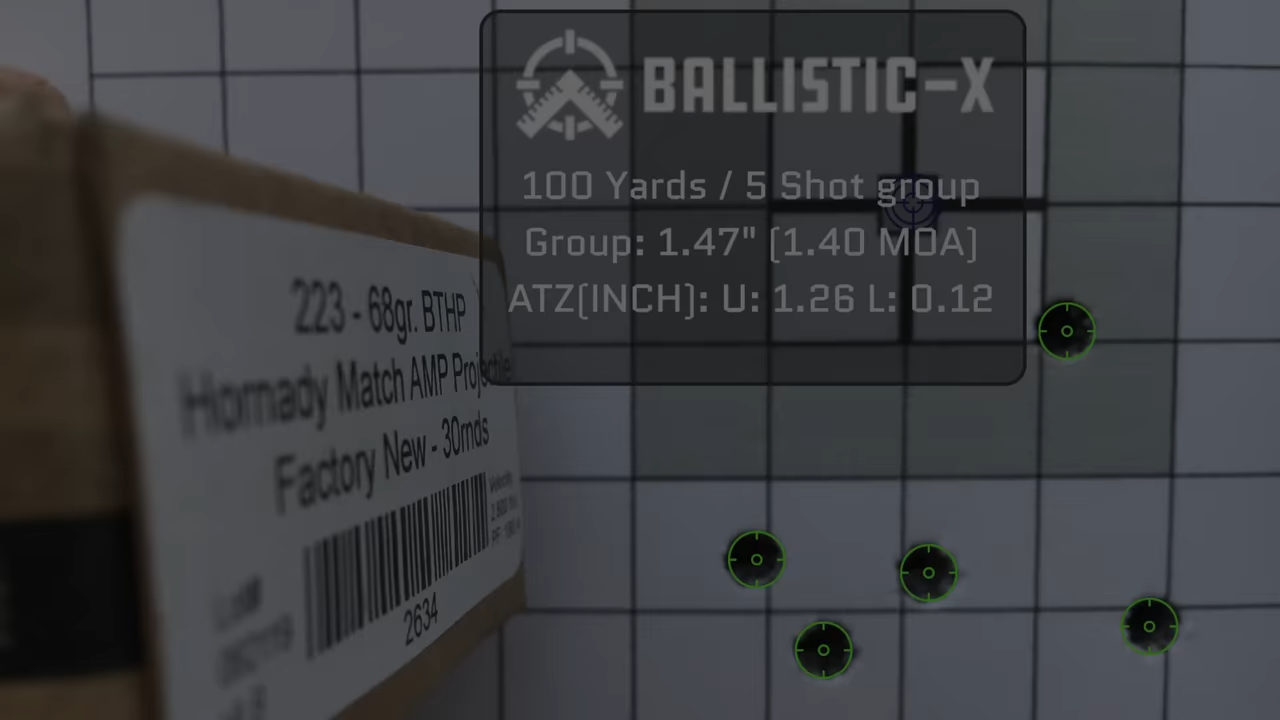 BALLISTIC-X
100 Yards / 5 Shot group
Group: 1.47" (1.40 MOA)
ATZ(INCH): U: 1.26 L: 0.12
223 - 68gr. BTHP
Hornady Match AMP Projectile
Factory New - 30rnds
Velocity
2634